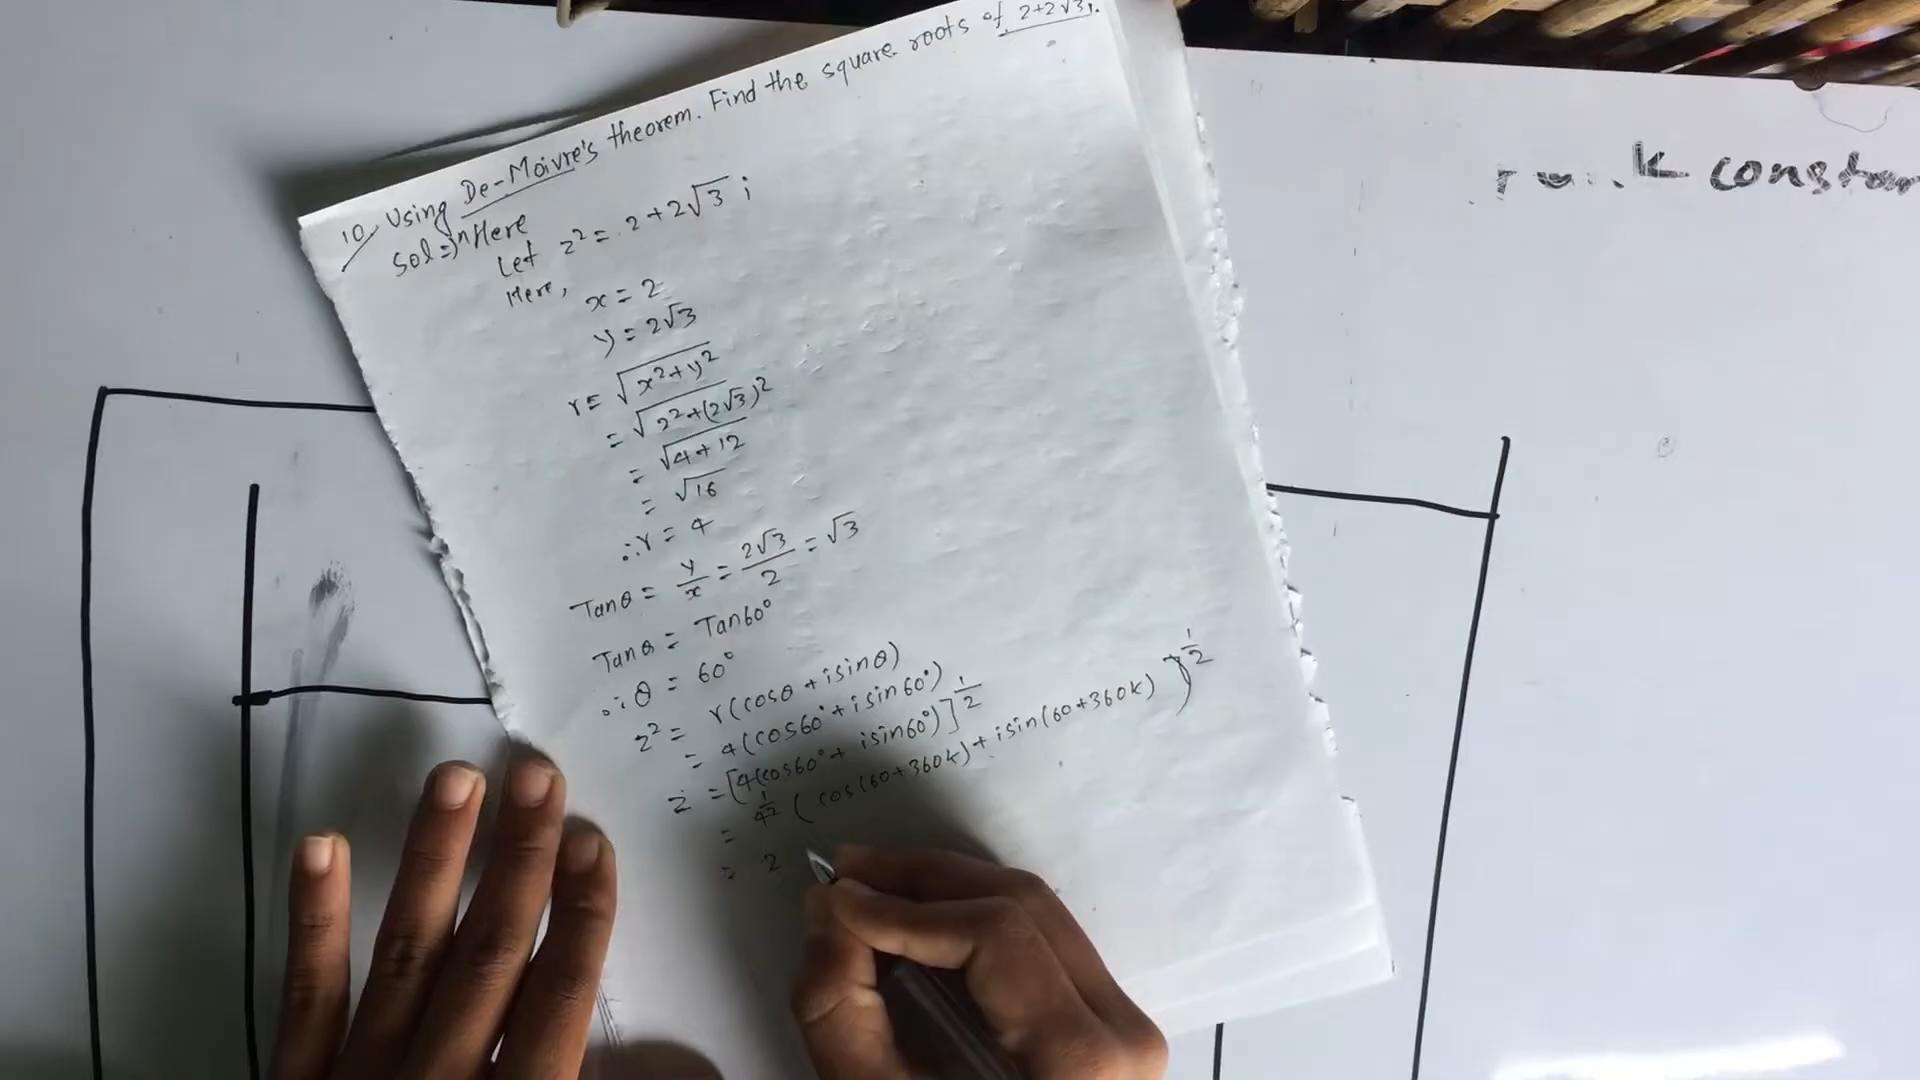 10, Using De-Moivre's theorem. Find the square roots of 2+2√3i.
Sol⇒ⁿ Here
Let z² = 2 + 2√3 i
Here,
x = 2
y = 2√3
r = √(x²+y²)
= √(2²+(2√3)²)
= √(4+12)
= √16
∴ r = 4
Tanθ = y/x = 2√3/2 = √3
Tanθ = Tan60°
∴ θ = 60°
z² = r(cosθ + isinθ)
= 4(cos60° + isin60°)
z = [4(cos60° + isin60°)]^1/2
= 4^1/2 (cos(60+360k) + isin(60+360k))^1/2
= 2
k constan